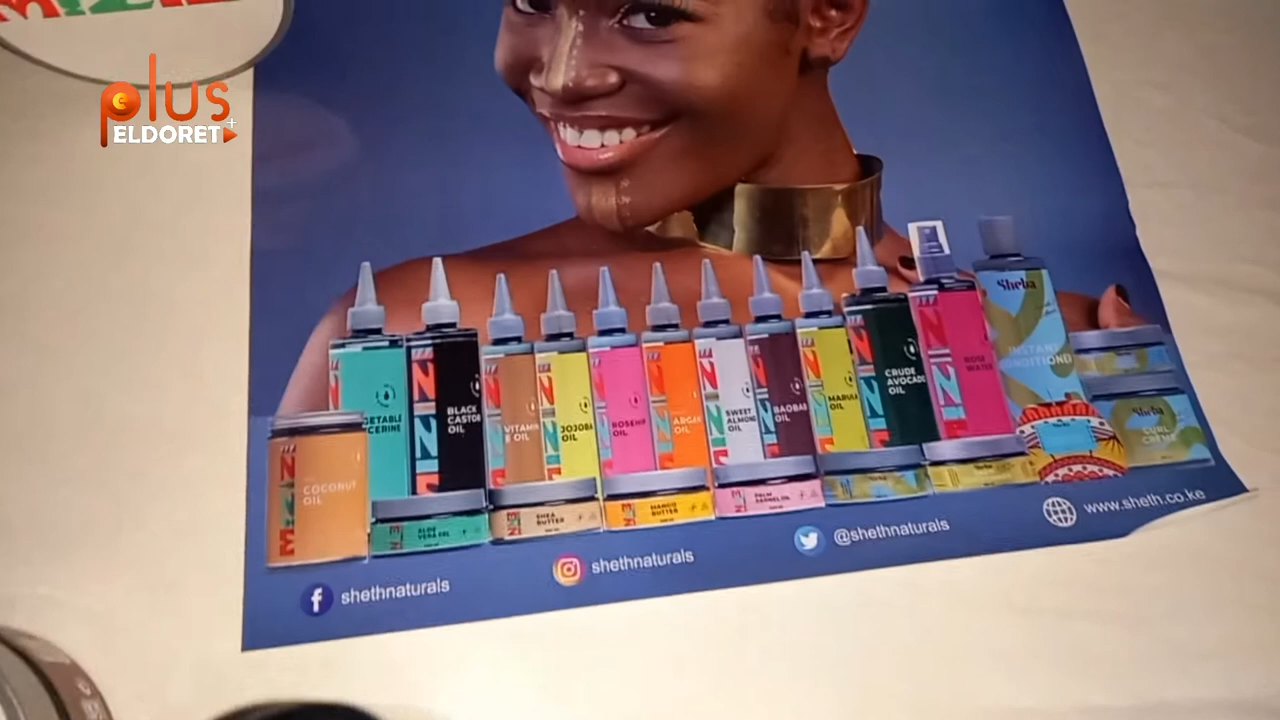 plus
ELDORET
Sheba
INSTANT
VEGETABLE
BLACK
CASTOR
OIL
VITAMIN
E OIL
JOJOBA
OIL
ROSEHIP
OIL
ARGAN
OIL
SWEET
ALMOND
OIL
BAOBAB
OIL
MARULA
OIL
CRUDE
AVOCADO
OIL
ROSE
WATER
COCONUT
OIL
ALOE
VERA GEL
SHEA
BUTTER
MANGO
BUTTER
PALM
KERNEL OIL
Sheba
Sheba
CURL
CREME
shethnaturals
shethnaturals
@shethnaturals
www.sheth.co.ke